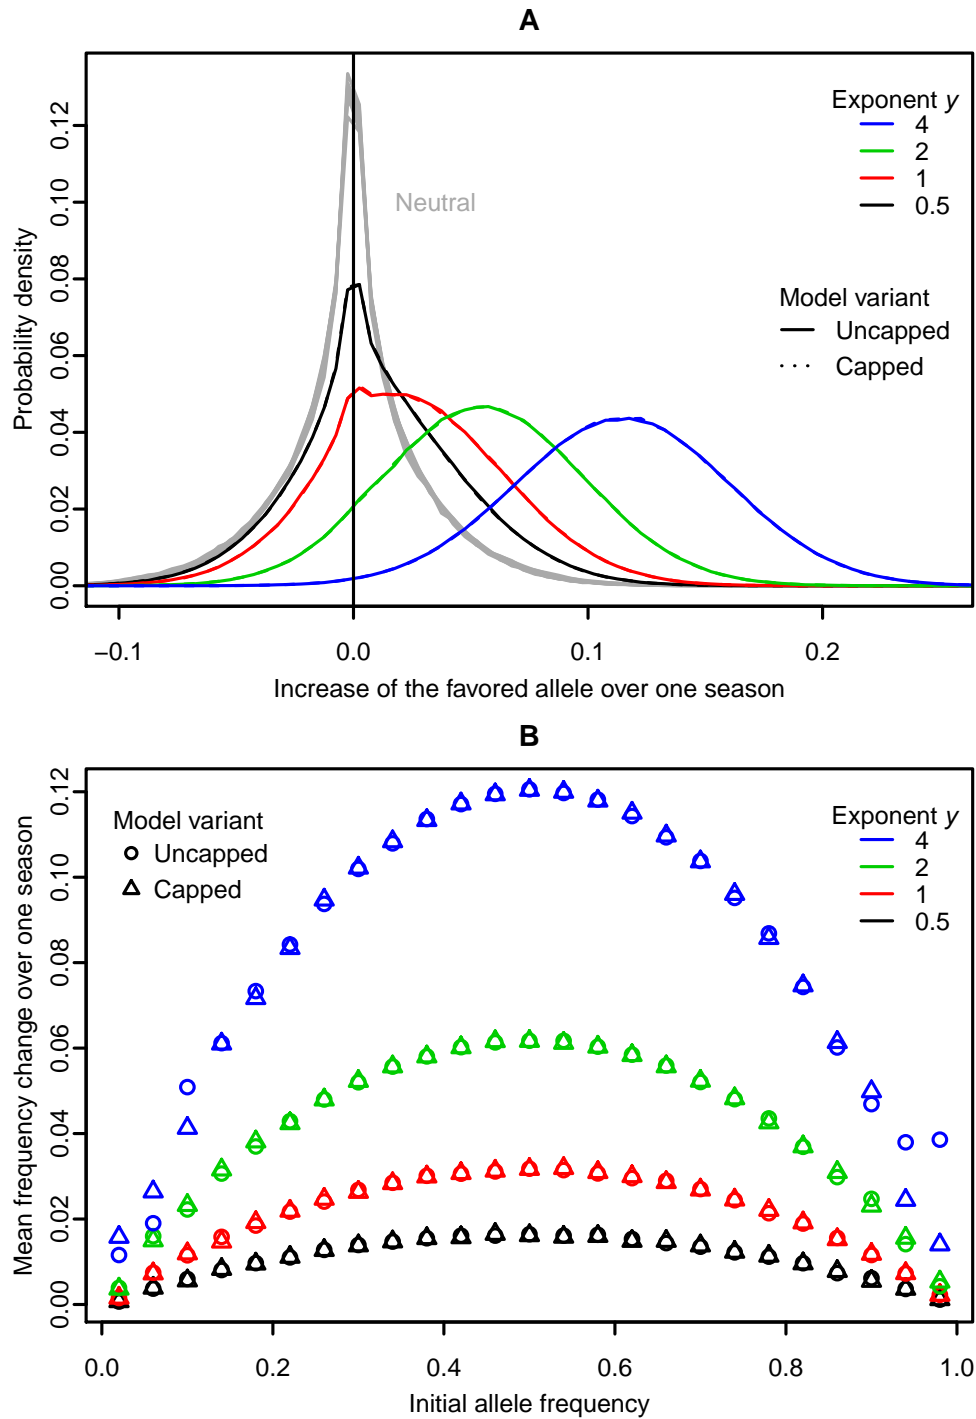 A
Probability density
0.00
0.02
0.04
0.06
0.08
0.10
0.12
Neutral
Exponent y
4
2
1
0.5
Model variant
Uncapped
Capped
−0.1
0.0
0.1
0.2
Increase of the favored allele over one season
B
Mean frequency change over one season
0.00
0.02
0.04
0.06
0.08
0.10
0.12
Model variant
Uncapped
Capped
Exponent y
4
2
1
0.5
0.0
0.2
0.4
0.6
0.8
1.0
Initial allele frequency